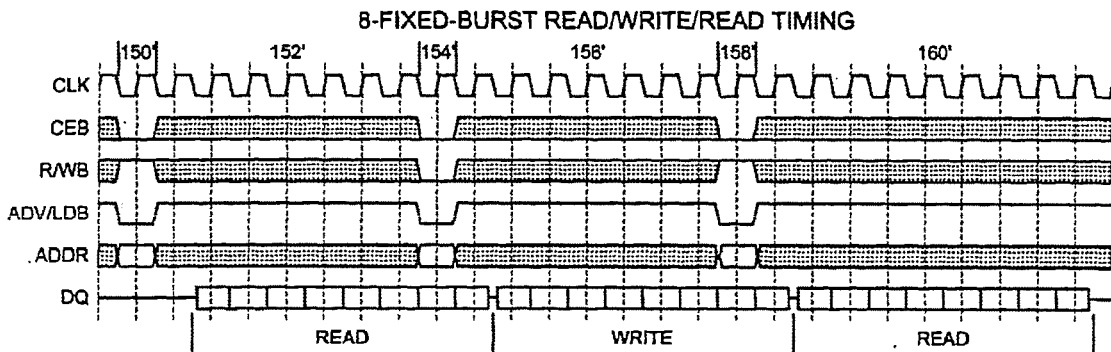 8-FIXED-BURST READ/WRITE/READ TIMING
150' 152' 154' 156' 158' 160'
CLK
CEB
R/WB
ADV/LDB
ADDR
DQ
READ WRITE READ